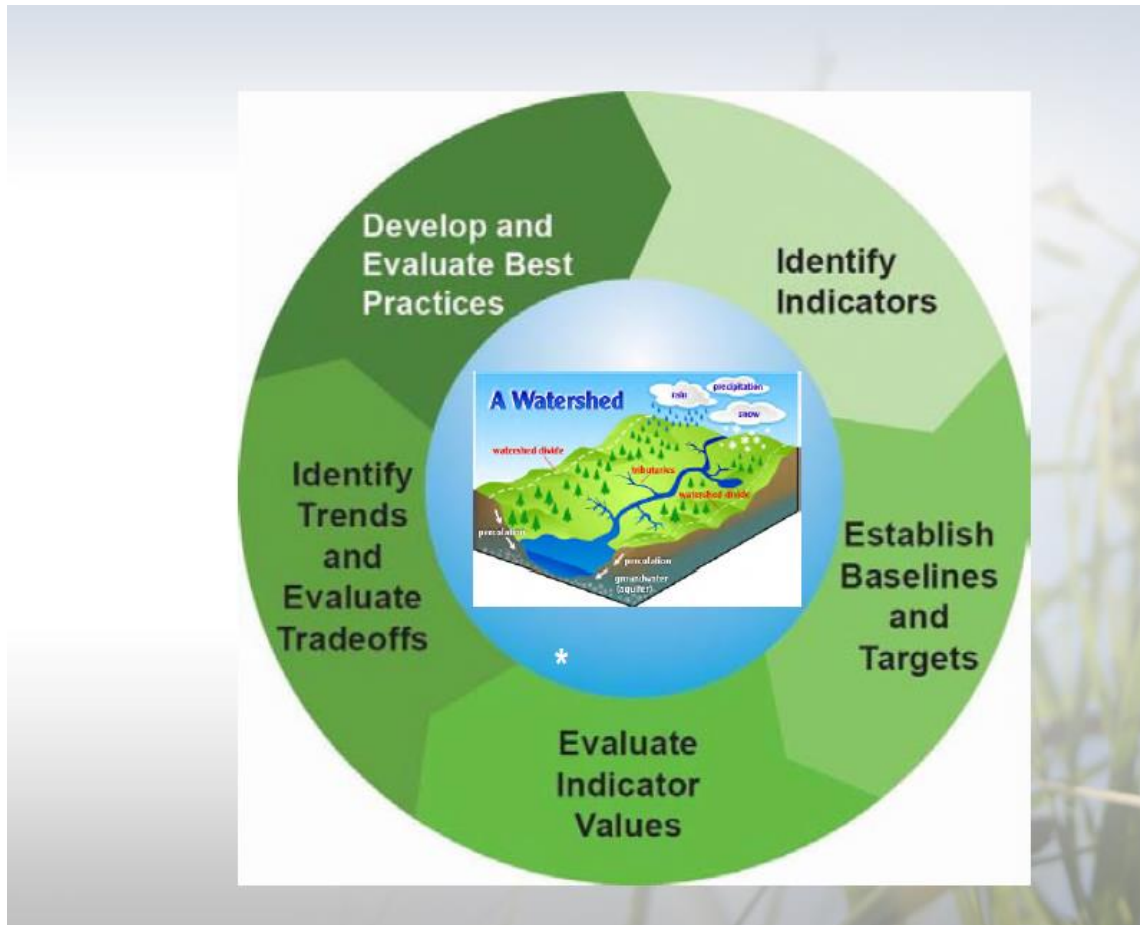 Develop and
Evaluate Best
Practices
Identify
Indicators
Establish
Baselines
and
Targets
Evaluate
Indicator
Values
Identify
Trends
and
Evaluate
Tradeoffs
A Watershed
rain
precipitation
snow
watershed divide
tributaries
watershed divide
percolation
percolation
groundwater
(aquifer)
*